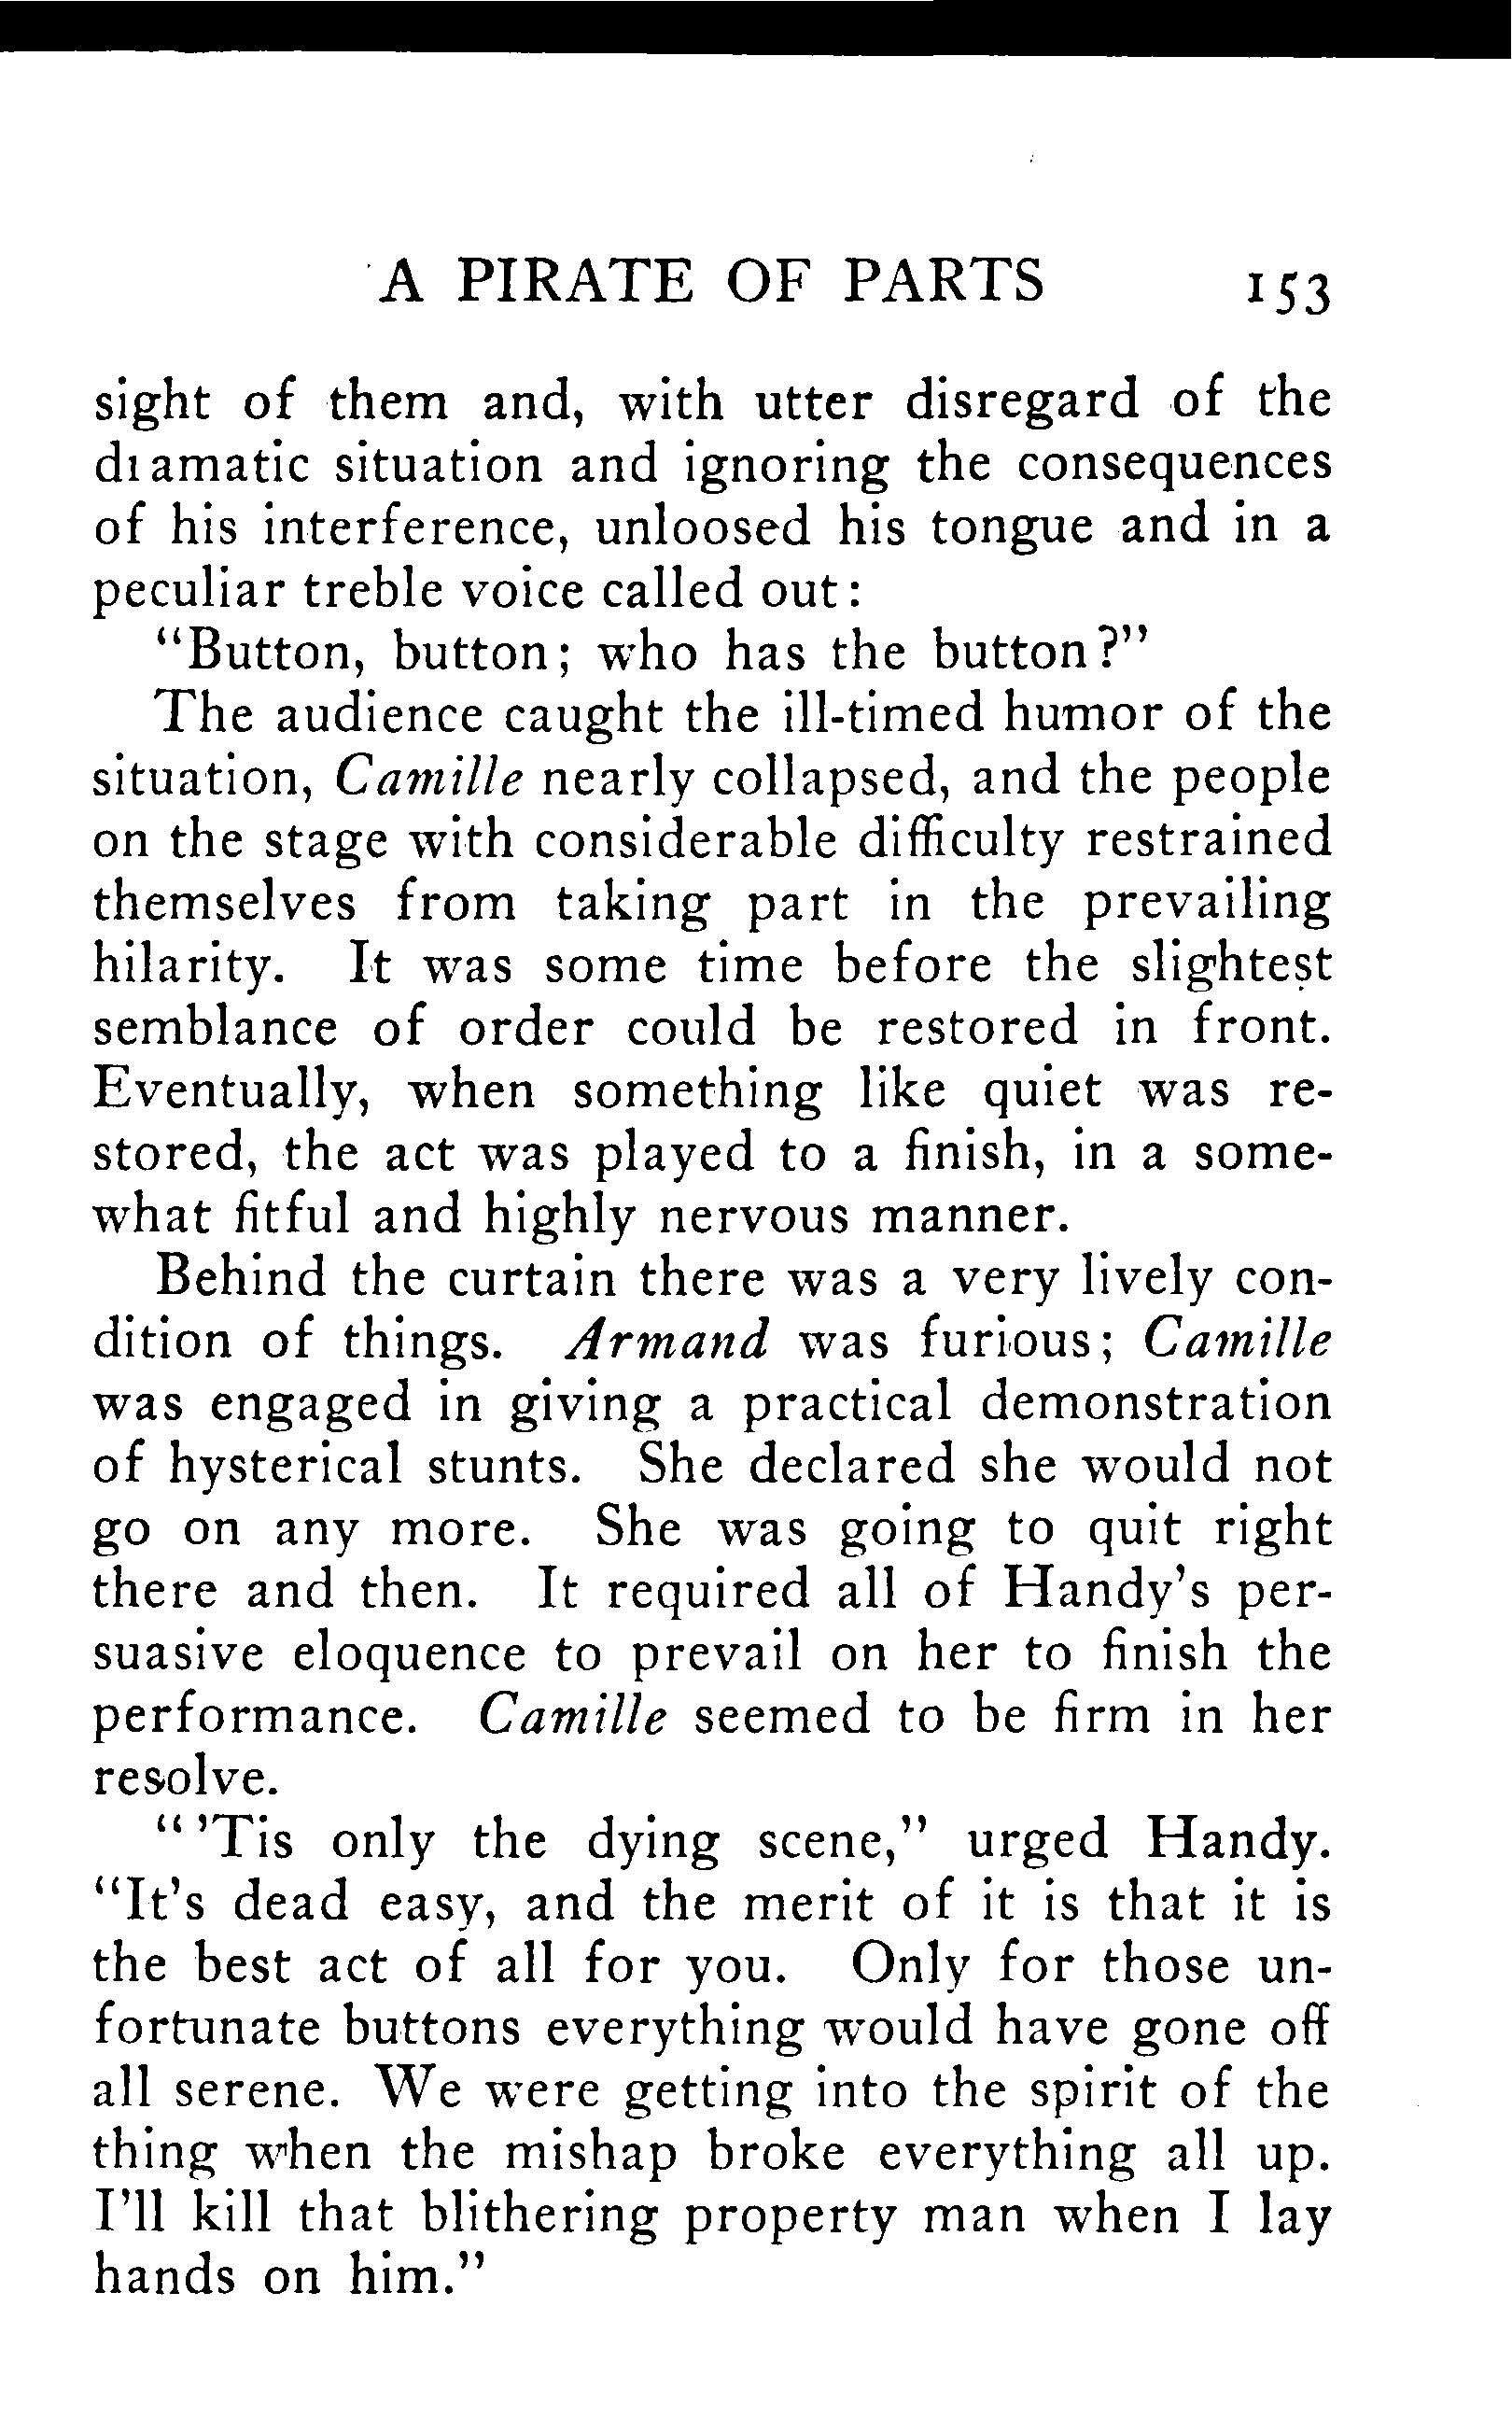 A PIRATE OF PARTS 153
sight of them and, with utter disregard of the
dramatic situation and ignoring the consequences
of his interference, unloosed his tongue and in a
peculiar treble voice called out:
"Button, button; who has the button?"
The audience caught the ill-timed humor of the
situation, Camille nearly collapsed, and the people
on the stage with considerable difficulty restrained
themselves from taking part in the prevailing
hilarity. It was some time before the slightest
semblance of order could be restored in front.
Eventually, when something like quiet was re-
stored, the act was played to a finish, in a some-
what fitful and highly nervous manner.
Behind the curtain there was a very lively con-
dition of things. Armand was furious; Camille
was engaged in giving a practical demonstration
of hysterical stunts. She declared she would not
go on any more. She was going to quit right
there and then. It required all of Handy's per-
suasive eloquence to prevail on her to finish the
performance. Camille seemed to be firm in her
resolve.
"'Tis only the dying scene," urged Handy.
"It's dead easy, and the merit of it is that it is
the best act of all for you. Only for those un-
fortunate buttons everything would have gone off
all serene. We were getting into the spirit of the
thing when the mishap broke everything all up.
I'll kill that blithering property man when I lay
hands on him."